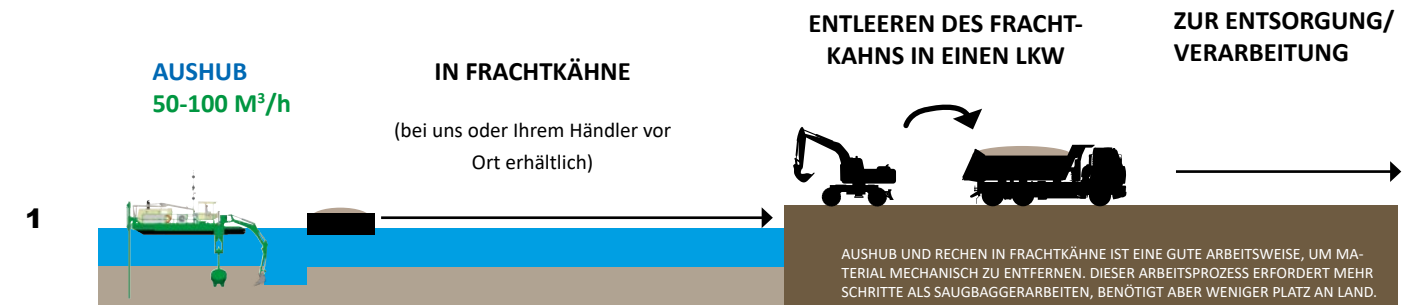 ENTLEEREN DES FRACHT-
KAHNS IN EINEN LKW
ZUR ENTSORGUNG/
VERARBEITUNG
AUSHUB
50-100 M³/h
IN FRACHTKÄHNE
(bei uns oder Ihrem Händler vor
Ort erhältlich)
1
AUSHUB UND RECHEN IN FRACHTKÄHNE IST EINE GUTE ARBEITSWEISE, UM MA-
TERIAL MECHANISCH ZU ENTFERNEN. DIESER ARBEITSPROZESS ERFORDERT MEHR
SCHRITTE ALS SAUGBAGGERARBEITEN, BENÖTIGT ABER WENIGER PLATZ AN LAND.